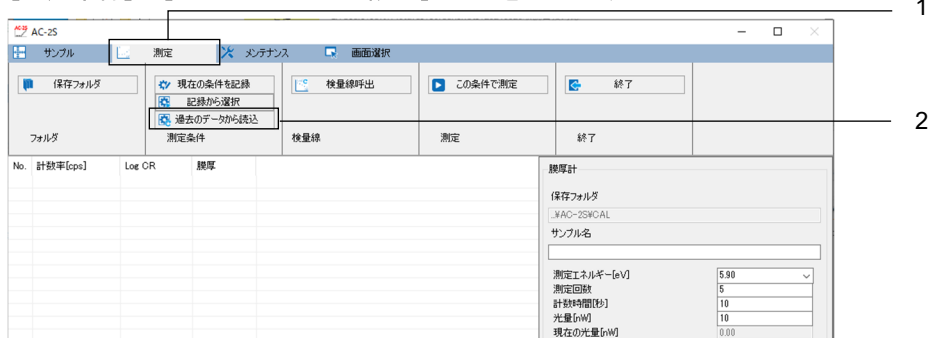 1
AC-2S
サンプル 測定 メンテナンス 画面選択
保存フォルダ 現在の条件を記録 検量線呼出 この条件で測定 終了
記録から選択
過去のデータから読込
2
フォルダ 測定条件 検量線 測定 終了
No. 計数率[cps] Log CR 膜厚
膜厚計
保存フォルダ
..¥AC-2S¥CAL
サンプル名
測定エネルギー[eV] 5.90
測定回数 5
計数時間[秒] 10
光量[nW] 10
現在の光量[nW] 0.00